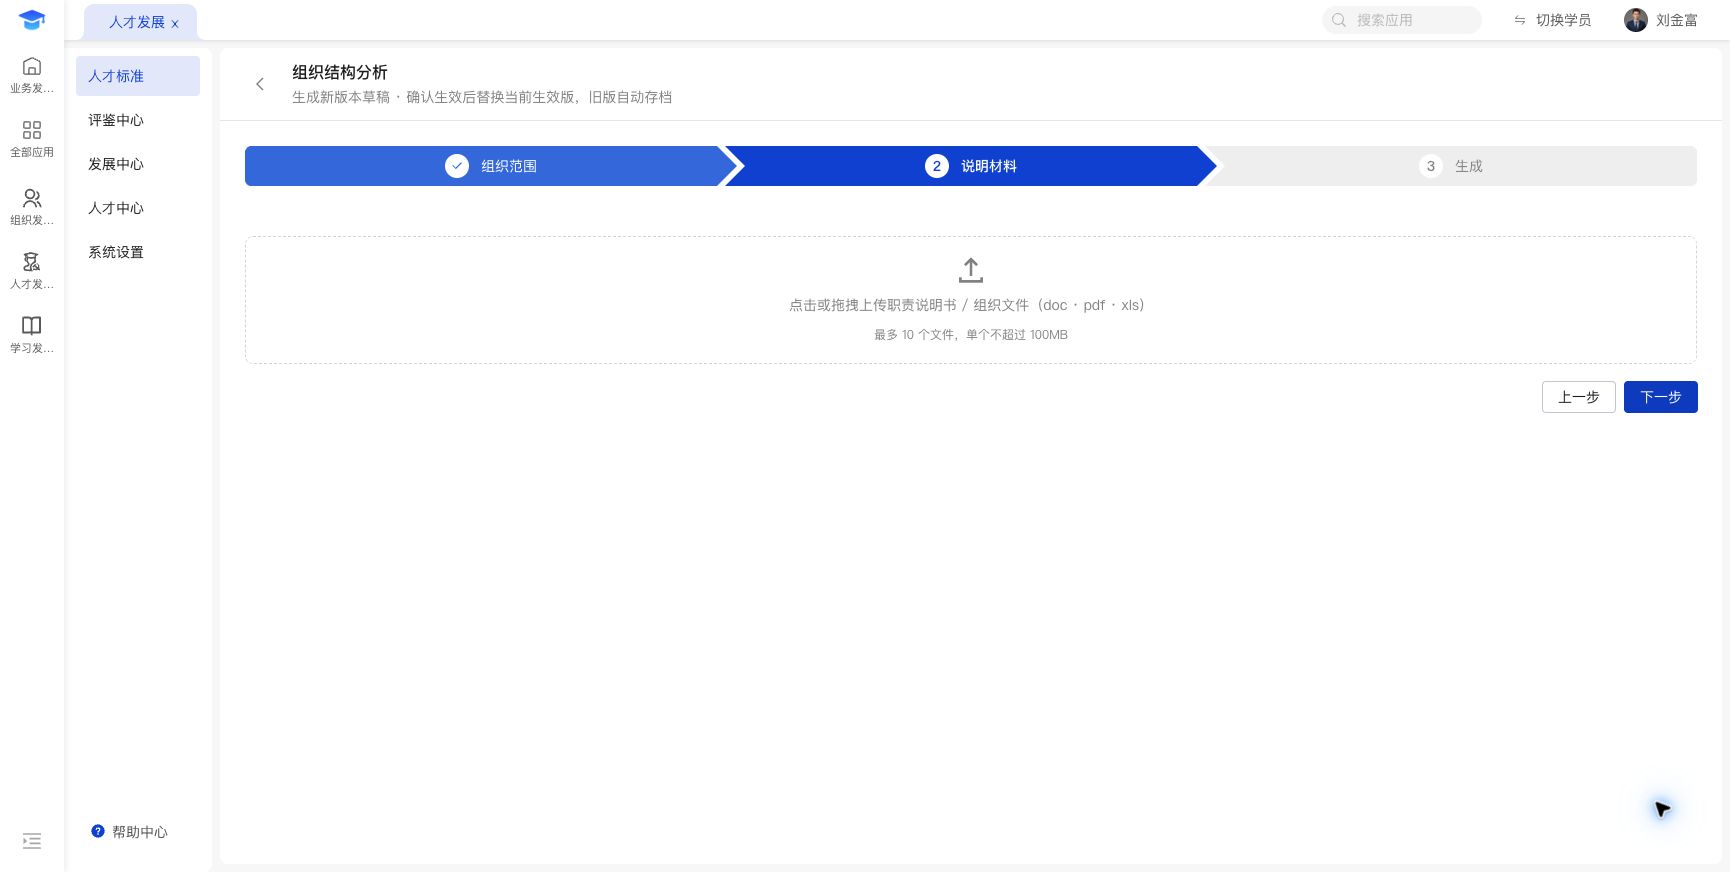 人才发展 x
搜索应用
切换学员
刘金富
业务发...
全部应用
组织发...
人才发...
学习发...
人才标准
评鉴中心
发展中心
人才中心
系统设置
? 帮助中心
组织结构分析
生成新版本草稿 · 确认生效后替换当前生效版，旧版自动存档
组织范围
2 说明材料
3 生成
点击或拖拽上传职责说明书 / 组织文件（doc · pdf · xls）
最多 10 个文件，单个不超过 100MB
上一步
下一步